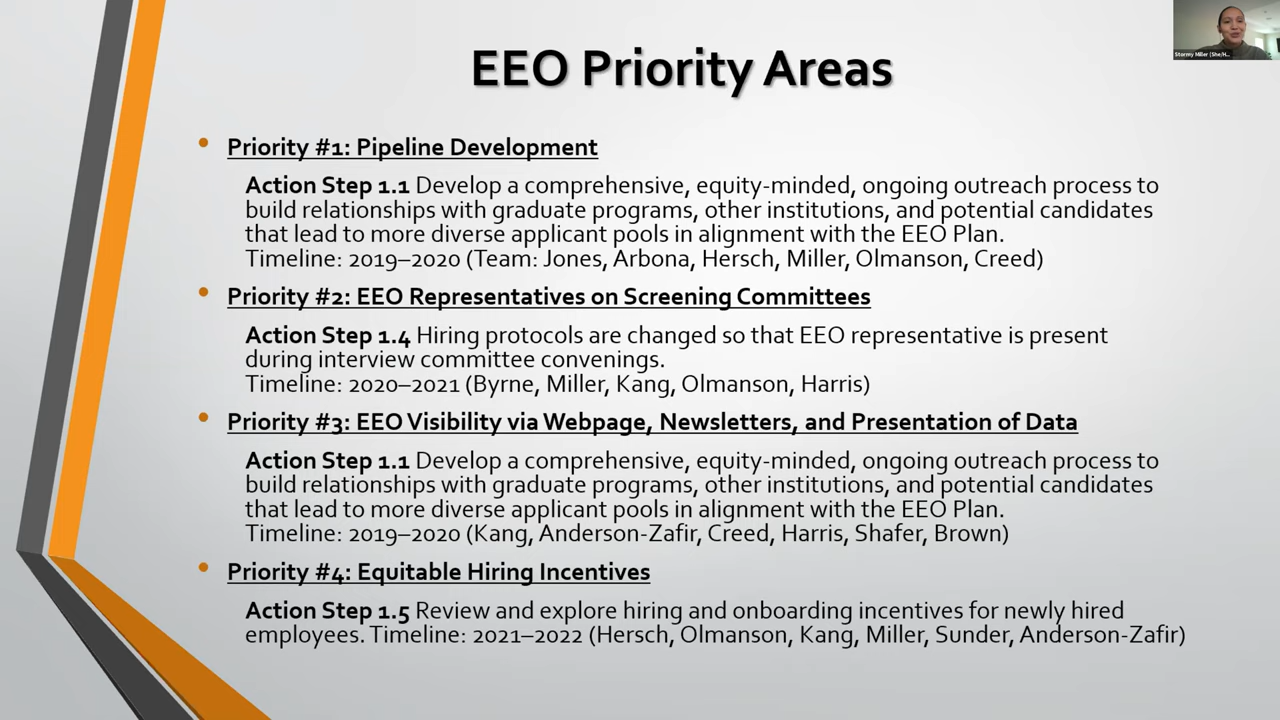 EEO Priority Areas
Stormy Miller (She/H...
• Priority #1: Pipeline Development
Action Step 1.1 Develop a comprehensive, equity-minded, ongoing outreach process to
build relationships with graduate programs, other institutions, and potential candidates
that lead to more diverse applicant pools in alignment with the EEO Plan.
Timeline: 2019–2020 (Team: Jones, Arbona, Hersch, Miller, Olmanson, Creed)
• Priority #2: EEO Representatives on Screening Committees
Action Step 1.4 Hiring protocols are changed so that EEO representative is present
during interview committee convenings.
Timeline: 2020–2021 (Byrne, Miller, Kang, Olmanson, Harris)
• Priority #3: EEO Visibility via Webpage, Newsletters, and Presentation of Data
Action Step 1.1 Develop a comprehensive, equity-minded, ongoing outreach process to
build relationships with graduate programs, other institutions, and potential candidates
that lead to more diverse applicant pools in alignment with the EEO Plan.
Timeline: 2019–2020 (Kang, Anderson-Zafir, Creed, Harris, Shafer, Brown)
• Priority #4: Equitable Hiring Incentives
Action Step 1.5 Review and explore hiring and onboarding incentives for newly hired
employees. Timeline: 2021–2022 (Hersch, Olmanson, Kang, Miller, Sunder, Anderson-Zafir)